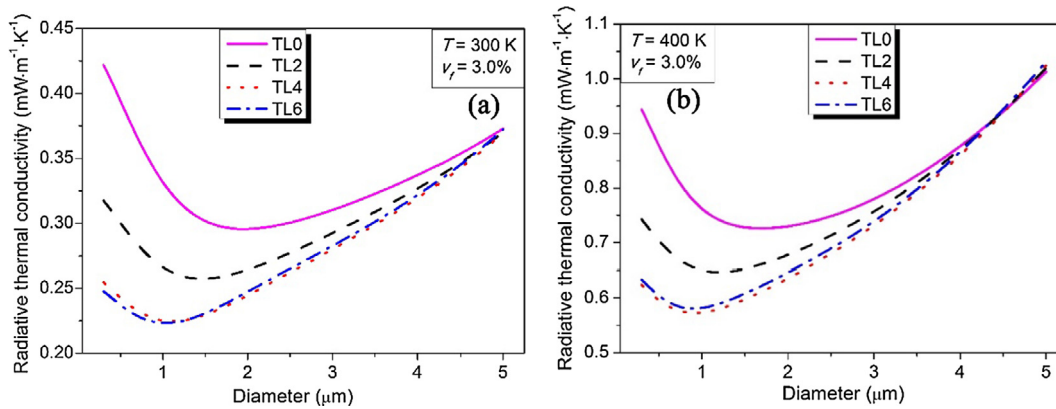 Radiative thermal conductivity (mW·m⁻¹·K⁻¹)
0.45
0.40
0.35
0.30
0.25
0.20
TL0
TL2
TL4
TL6
T = 300 K
v_f = 3.0%
(a)
1
2
3
4
5
Diameter (μm)
Radiative thermal conductivity (mW·m⁻¹·K⁻¹)
1.1
1.0
0.9
0.8
0.7
0.6
0.5
T = 400 K
v_f = 3.0%
(b)
TL0
TL2
TL4
TL6
1
2
3
4
5
Diameter (μm)